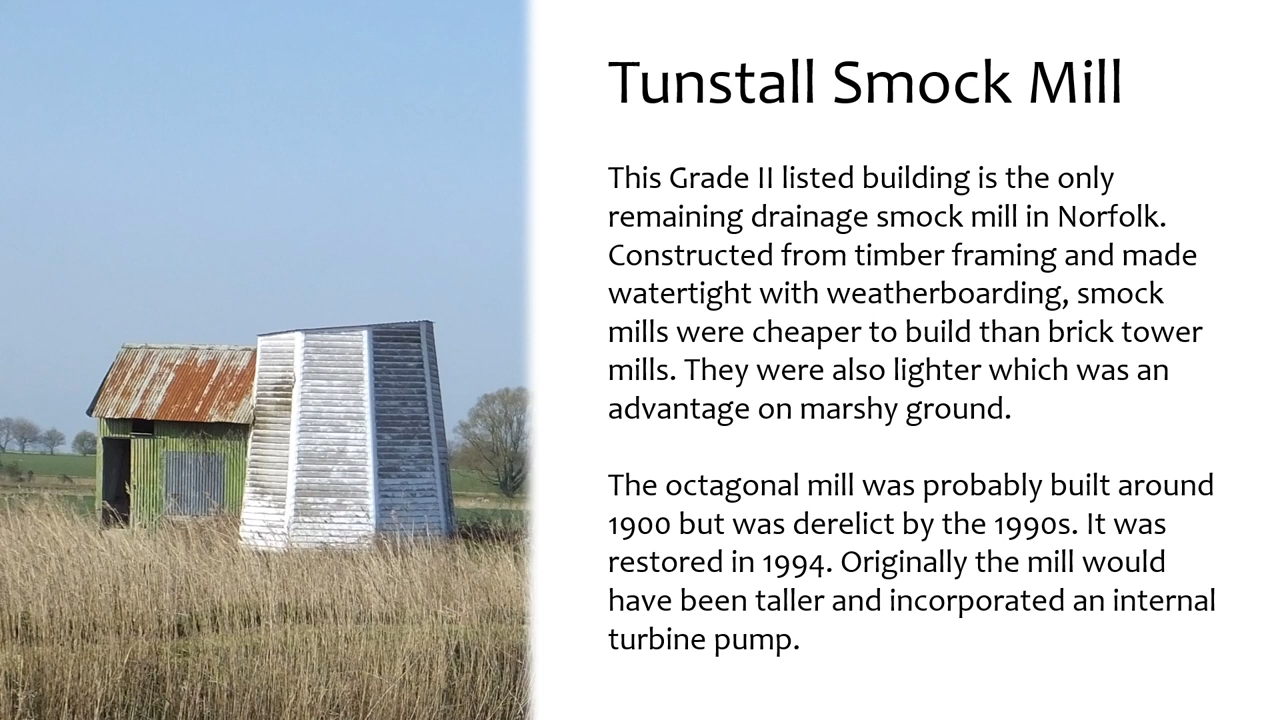 Tunstall Smock Mill
This Grade II listed building is the only
remaining drainage smock mill in Norfolk.
Constructed from timber framing and made
watertight with weatherboarding, smock
mills were cheaper to build than brick tower
mills. They were also lighter which was an
advantage on marshy ground.
The octagonal mill was probably built around
1900 but was derelict by the 1990s. It was
restored in 1994. Originally the mill would
have been taller and incorporated an internal
turbine pump.